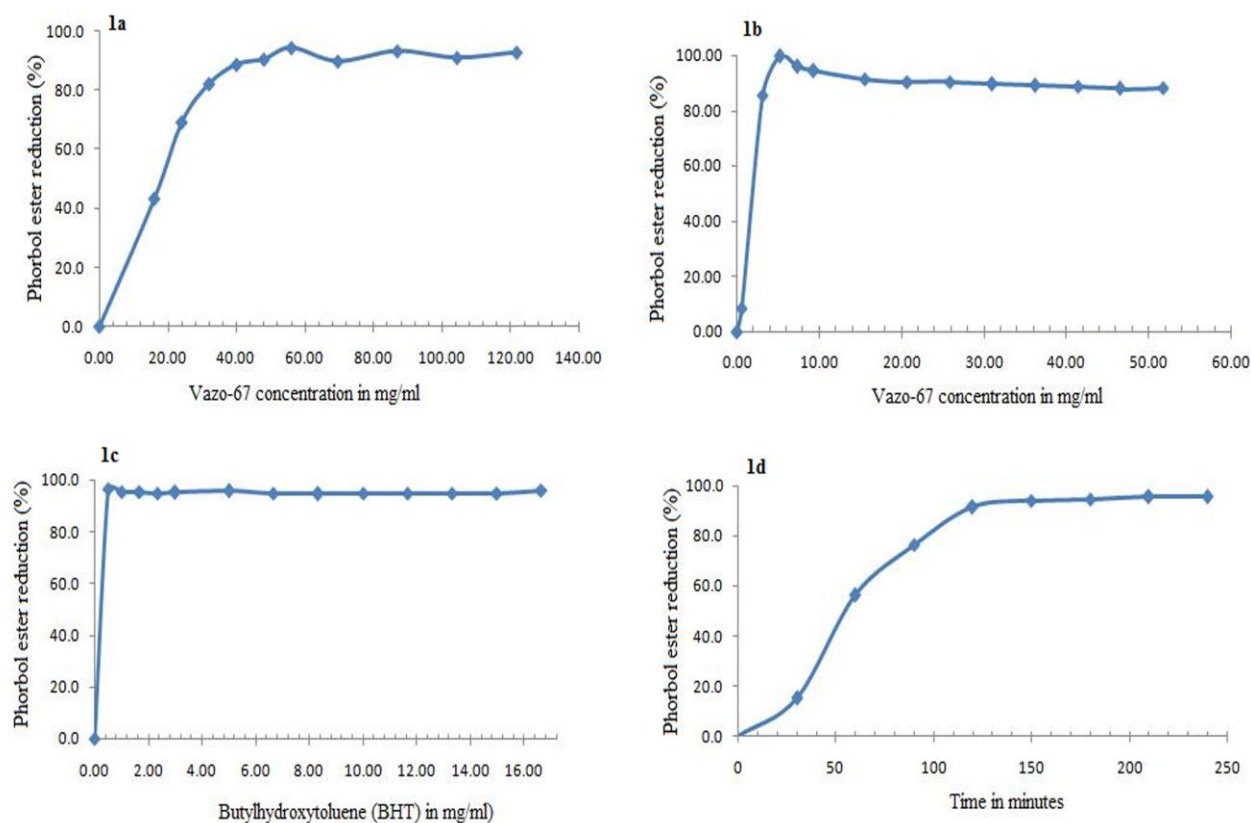 1a
Phorbol ester reduction (%)
100.0
80.0
60.0
40.0
20.0
0.0
0.00 20.00 40.00 60.00 80.00 100.00 120.00 140.00
Vazo-67 concentration in mg/ml
1b
Phorbol ester reduction (%)
120.00
100.00
80.00
60.00
40.00
20.00
0.00
0.00 10.00 20.00 30.00 40.00 50.00 60.00
Vazo-67 concentration in mg/ml
1c
Phorbol ester reduction (%)
100.0
80.0
60.0
40.0
20.0
0.0
0.00 2.00 4.00 6.00 8.00 10.00 12.00 14.00 16.00
Butylhydroxytoluene (BHT) in mg/ml)
1d
Phorbol ester reduction (%)
100.0
80.0
60.0
40.0
20.0
0.0
0 50 100 150 200 250
Time in minutes